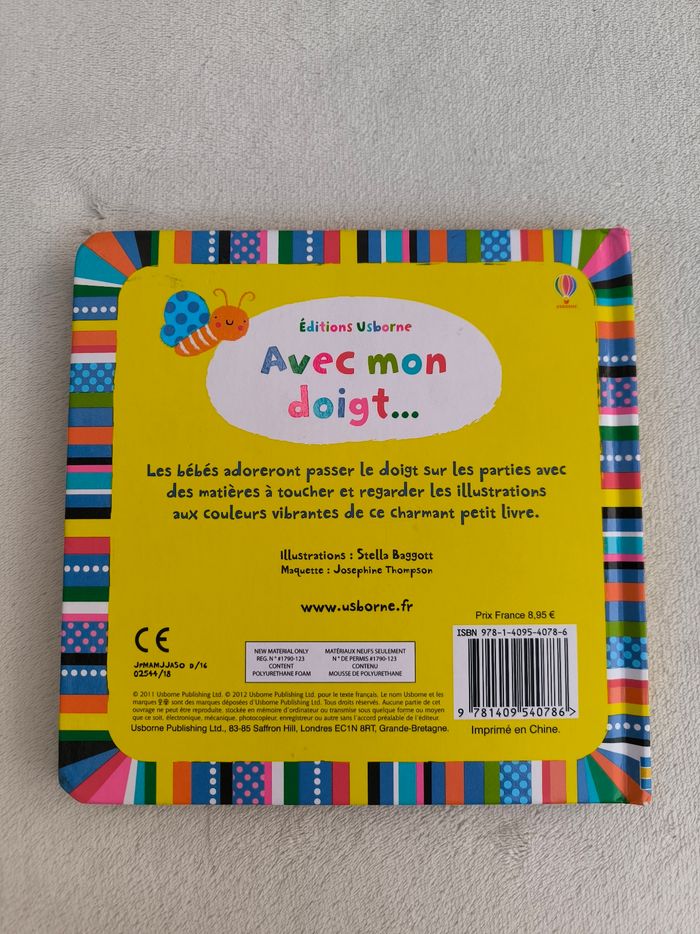 Éditions Usborne
USBORNE
Avec mon
doigt...
Les bébés adoreront passer le doigt sur les parties avec
des matières à toucher et regarder les illustrations
aux couleurs vibrantes de ce charmant petit livre.
Illustrations : Stella Baggott
Maquette : Josephine Thompson
www.usborne.fr
Prix France 8,95 €
ISBN 978-1-4095-4078-6
9 781409 540786 >
Imprimé en Chine.
CE
JFMAMJJASO D/16
02544/18
NEW MATERIAL ONLY
REG. N° #1790-123
CONTENT
POLYURETHANE FOAM
MATÉRIAUX NEUFS SEULEMENT
N° DE PERMIS #1790-123
CONTENU
MOUSSE DE POLYURETHANE
© 2011 Usborne Publishing Ltd. © 2012 Usborne Publishing Ltd. pour le texte français. Le nom Usborne et les
marques sont des marques déposées d'Usborne Publishing Ltd. Tous droits réservés. Aucune partie de cet
ouvrage ne peut être reproduite, stockée en mémoire d'ordinateur ou transmise sous quelque forme ou moyen
que ce soit, électronique, mécanique, photocopieur, enregistreur ou autre sans l'accord préalable de l'éditeur.
Usborne Publishing Ltd., 83-85 Saffron Hill, Londres EC1N 8RT, Grande-Bretagne.